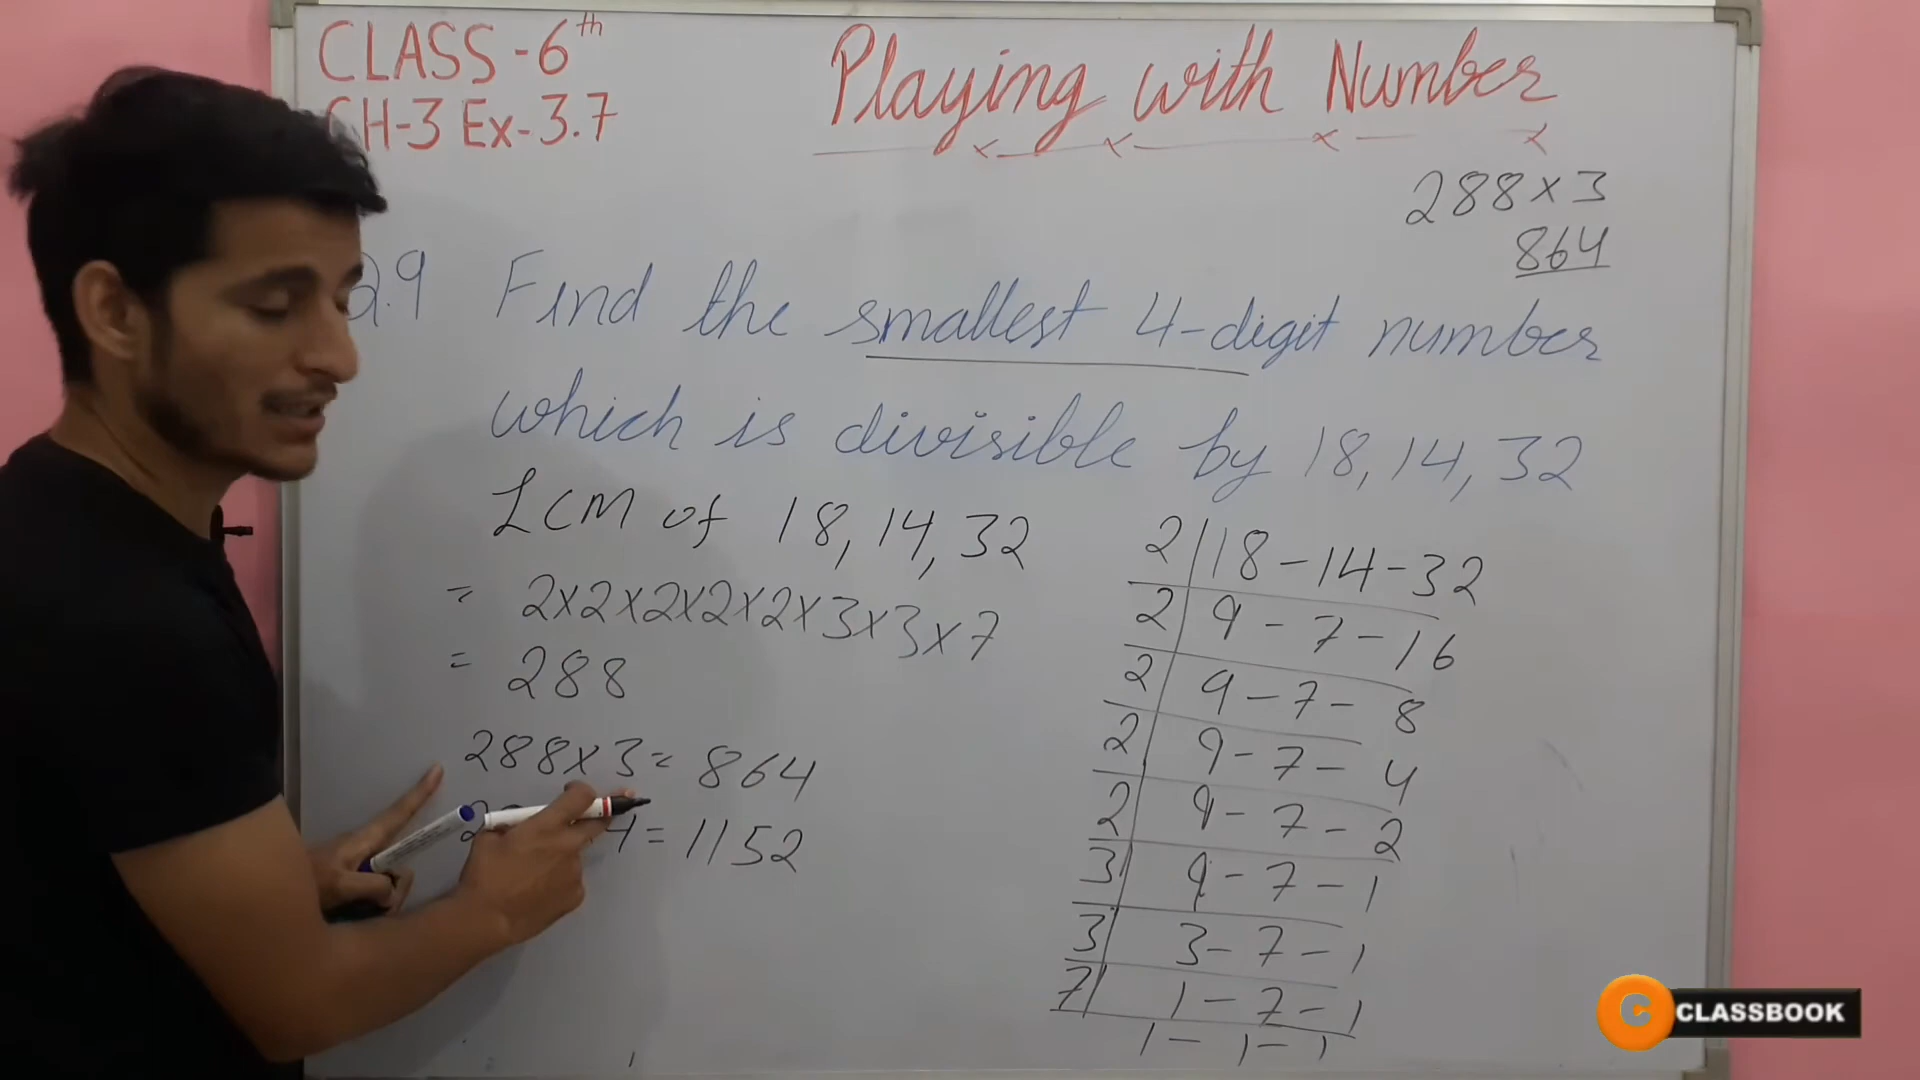 CLASS-6th
CH-3 Ex-3.7
Playing with Number
288×3
864
Q.9 Find the smallest 4-digit number
which is divisible by 18, 14, 32
LCM of 18, 14, 32
= 2×2×2×2×2×3×3×7
= 288
288×3= 864
4=1152
2 18-14-32
2 9-7-16
2 9-7-8
2 9-7-4
2 9-7-2
3 9-7-1
3 3-7-1
7 1-7-1
1-1-1
C CLASSBOOK